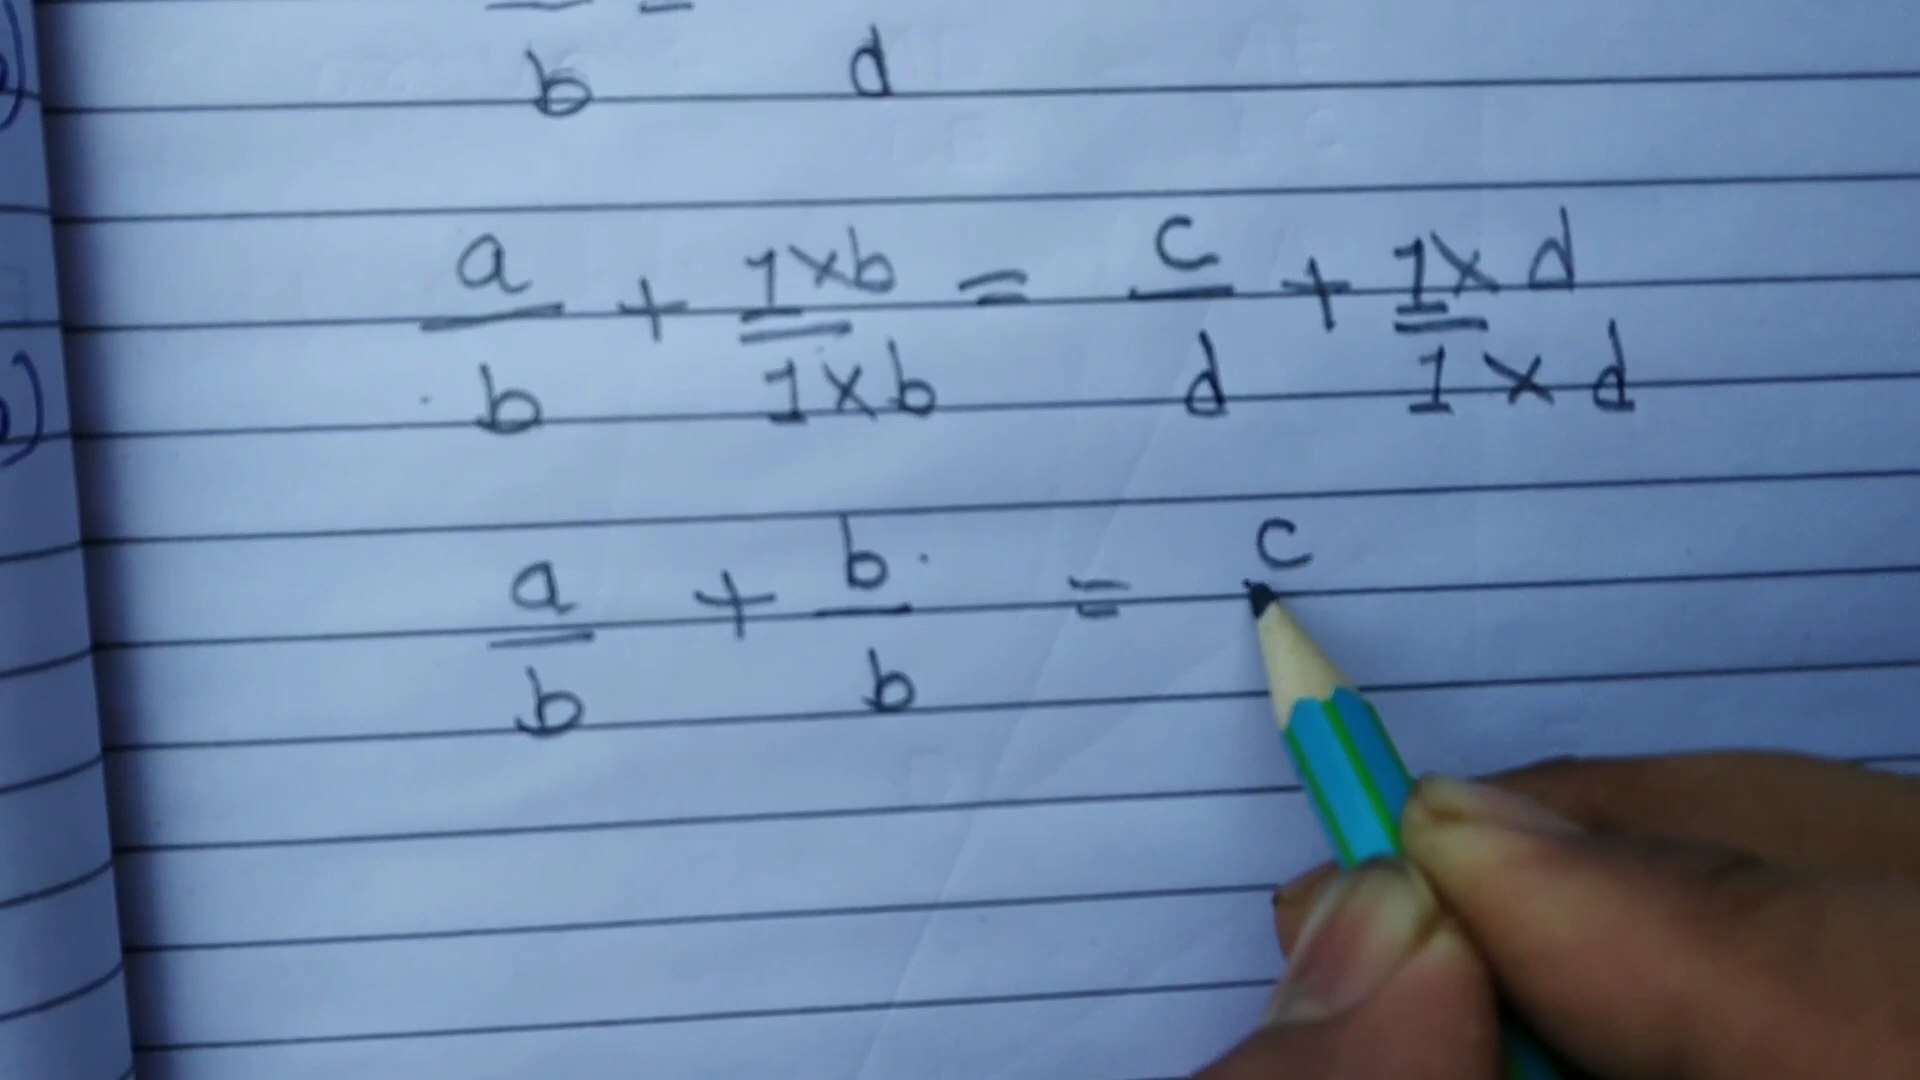 b d
a + 1×b = c + 1×d
b 1×b d 1×d
a + b = c
b b